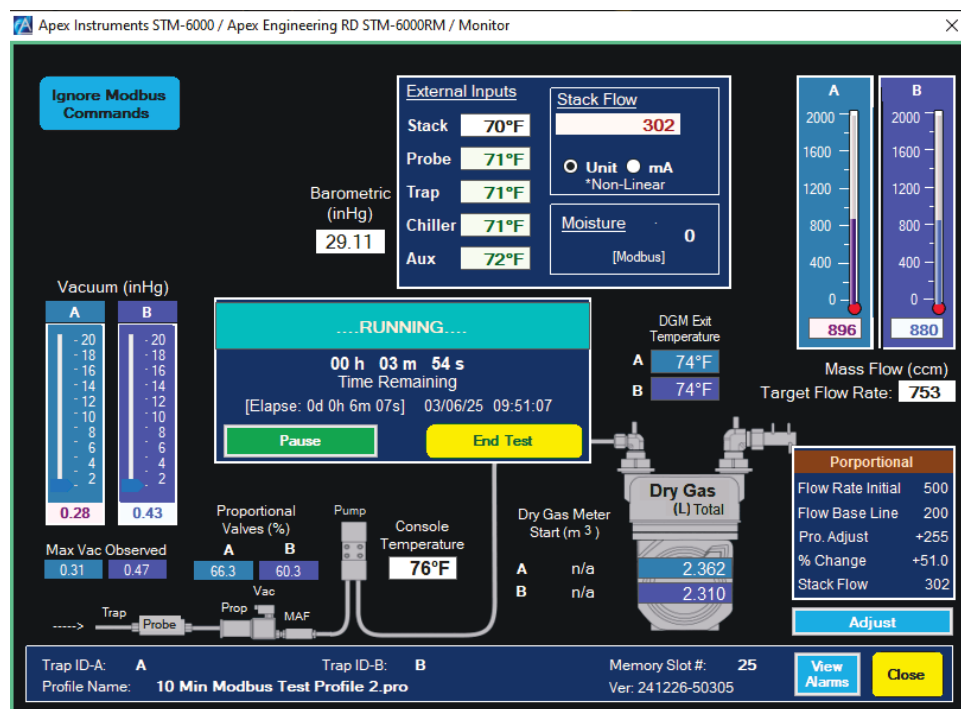 Apex Instruments STM-6000 / Apex Engineering RD STM-6000RM / Monitor
Ignore Modbus
Commands
External Inputs
Stack 70°F
Probe 71°F
Trap 71°F
Chiller 71°F
Aux 72°F
Stack Flow
302
Unit mA
*Non-Linear
Moisture
0
[Modbus]
Barometric
(inHg)
29.11
A B
2000 2000
1600 1600
1200 1200
800 800
400 400
0 0
896 880
Mass Flow (ccm)
Target Flow Rate: 753
Vacuum (inHg)
A B
20 20
18 18
16 16
14 14
12 12
10 10
8 8
6 6
4 4
2 2
0.28 0.43
Max Vac Observed
0.31 0.47
....RUNNING....
00 h 03 m 54 s
Time Remaining
[Elapse: 0d 0h 6m 07s] 03/06/25 09:51:07
Pause End Test
DGM Exit
Temperature
A 74°F
B 74°F
Proportional
Valves (%)
A B
66.3 60.3
Pump
Console
Temperature
76°F
Vac
Prop
MAF
Trap
----->
Probe
Dry Gas Meter
Start (m 3 )
A n/a
B n/a
Dry Gas
(L) Total
2.362
2.310
Porportional
Flow Rate Initial 500
Flow Base Line 200
Pro. Adjust +255
% Change +51.0
Stack Flow 302
Adjust
Trap ID-A: A Trap ID-B: B Memory Slot #: 25
Profile Name: 10 Min Modbus Test Profile 2.pro Ver: 241226-50305
View
Alarms
Close